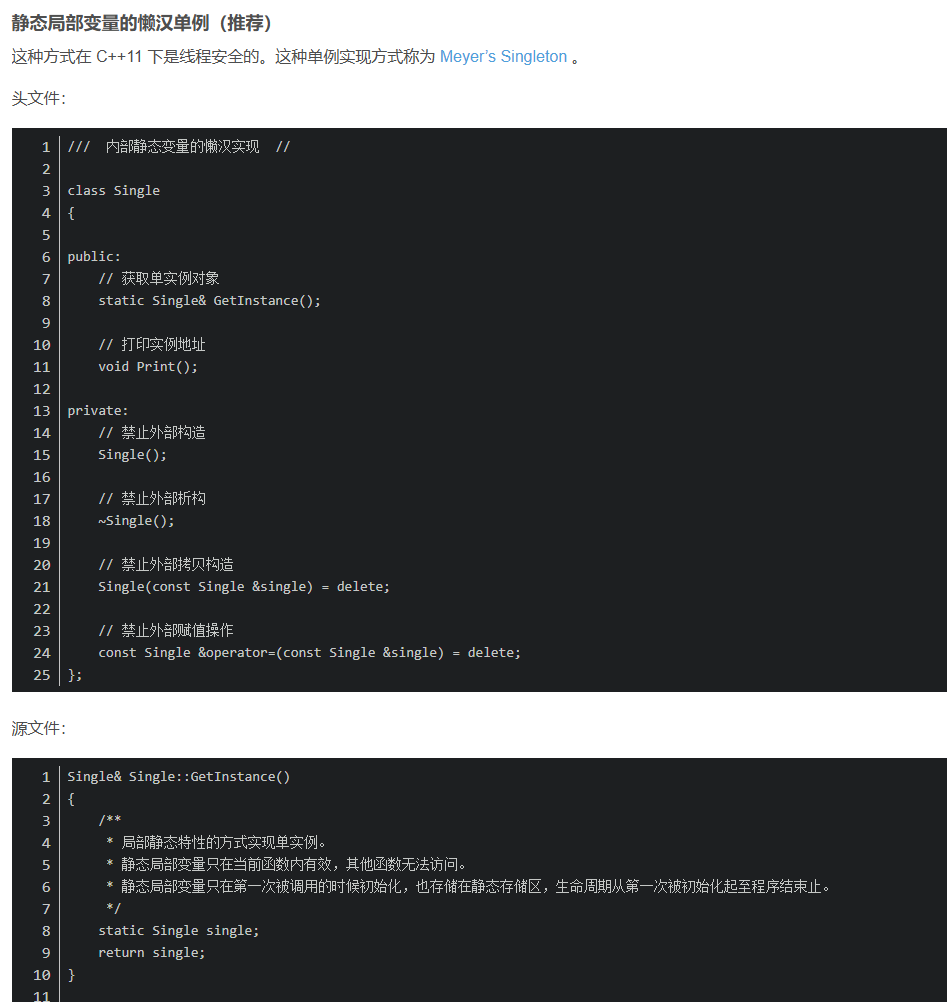 静态局部变量的懒汉单例（推荐）
这种方式在 C++11 下是线程安全的。这种单例实现方式称为 Meyer's Singleton 。
头文件：
1 /// 内部静态变量的懒汉实现 //
2
3 class Single
4 {
5
6 public:
7 // 获取单实例对象
8 static Single& GetInstance();
9
10 // 打印实例地址
11 void Print();
12
13 private:
14 // 禁止外部构造
15 Single();
16
17 // 禁止外部析构
18 ~Single();
19
20 // 禁止外部拷贝构造
21 Single(const Single &single) = delete;
22
23 // 禁止外部赋值操作
24 const Single &operator=(const Single &single) = delete;
25 };
源文件：
1 Single& Single::GetInstance()
2 {
3 /**
4 * 局部静态特性的方式实现单实例。
5 * 静态局部变量只在当前函数内有效，其他函数无法访问。
6 * 静态局部变量只在第一次被调用的时候初始化，也存储在静态存储区，生命周期从第一次被初始化起至程序结束止。
7 */
8 static Single single;
9 return single;
10 }
11